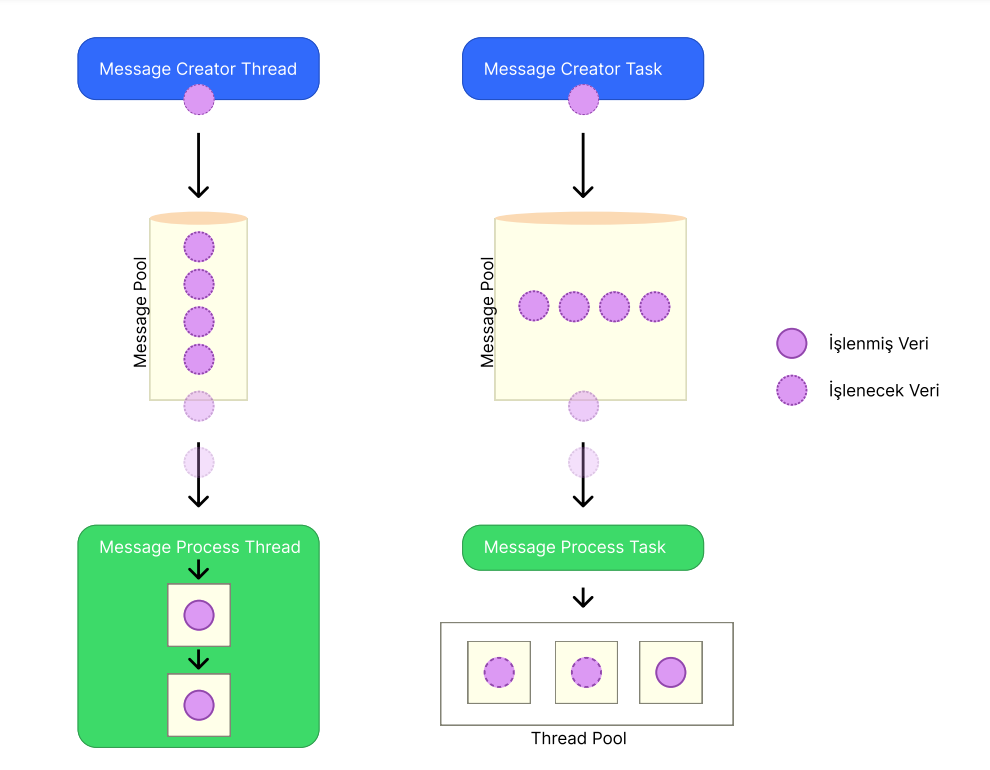 Message Creator Thread
Message Creator Task
Message Pool
Message Pool
İşlenmiş Veri
İşlenecek Veri
Message Process Thread
Message Process Task
Thread Pool